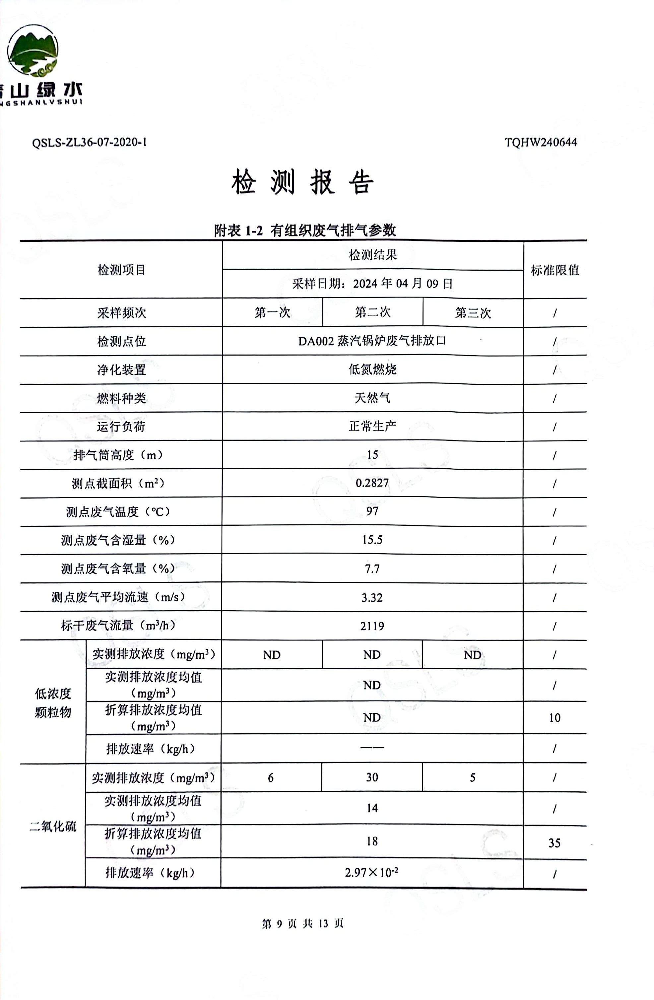 山绿水
NGSHANLVSHUI
QSLS-ZL36-07-2020-1
TQHW240644
检测报告
附表 1-2 有组织废气排气参数
检测项目
检测结果
标准限值
采样日期：2024 年 04 月 09 日
采样频次 第一次 第二次 第三次 /
检测点位 DA002 蒸汽锅炉废气排放口 /
净化装置 低氮燃烧 /
燃料种类 天然气 /
运行负荷 正常生产 /
排气筒高度（m） 15 /
测点截面积（m²） 0.2827 /
测点废气温度（℃） 97 /
测点废气含湿量（%） 15.5 /
测点废气含氧量（%） 7.7 /
测点废气平均流速（m/s） 3.32 /
标干废气流量（m³/h） 2119 /
低浓度
颗粒物
实测排放浓度（mg/m³） ND ND ND /
实测排放浓度均值
（mg/m³） ND /
折算排放浓度均值
（mg/m³） ND 10
排放速率（kg/h） —— /
二氧化硫
实测排放浓度（mg/m³） 6 30 5 /
实测排放浓度均值
（mg/m³） 14 /
折算排放浓度均值
（mg/m³） 18 35
排放速率（kg/h） 2.97×10⁻² /
第 9 页 共 13 页
QSLS
QSLS
QSLS
QSLS